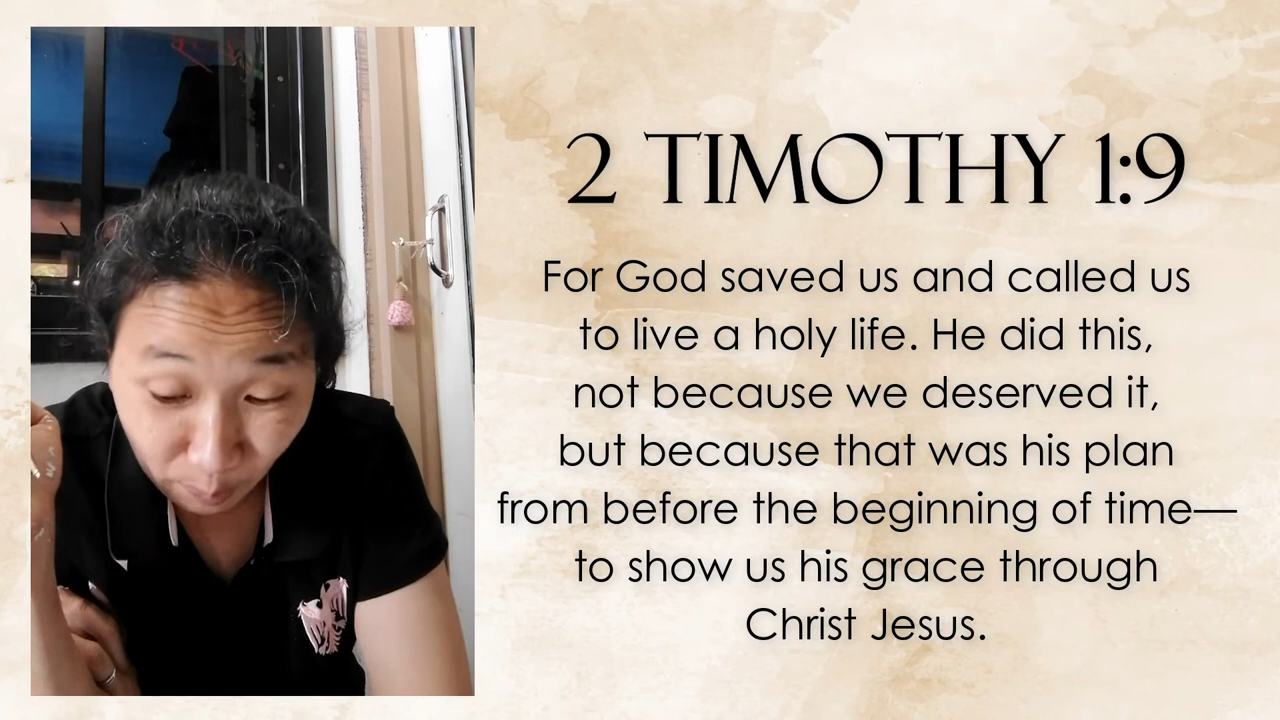 2 TIMOTHY 1:9
For God saved us and called us
to live a holy life. He did this,
not because we deserved it,
but because that was his plan
from before the beginning of time—
to show us his grace through
Christ Jesus.